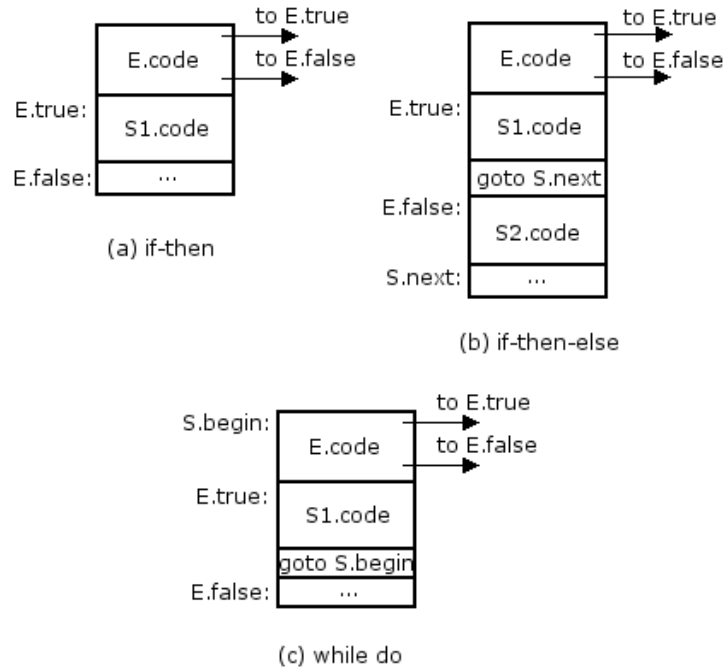 to E.true
E.code
to E.false
E.true:
S1.code
E.false:
...
(a) if-then
to E.true
E.code
to E.false
E.true:
S1.code
goto S.next
E.false:
S2.code
S.next:
...
(b) if-then-else
S.begin:
to E.true
E.code
to E.false
E.true:
S1.code
goto S.begin
E.false:
...
(c) while do